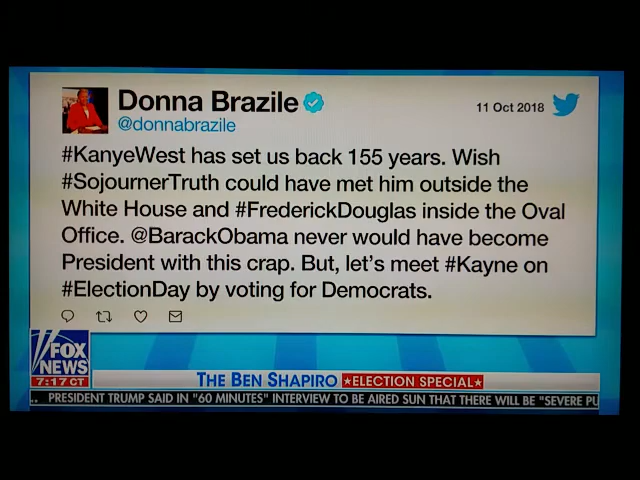 Donna Brazile
@donnabrazile
11 Oct 2018
#KanyeWest has set us back 155 years. Wish
#SojournerTruth could have met him outside the
White House and #FrederickDouglas inside the Oval
Office. @BarackObama never would have become
President with this crap. But, let's meet #Kayne on
#ElectionDay by voting for Democrats.
FOX
NEWS
7:17 CT
THE BEN SHAPIRO ★ELECTION SPECIAL★
.. PRESIDENT TRUMP SAID IN "60 MINUTES" INTERVIEW TO BE AIRED SUN THAT THERE WILL BE "SEVERE PU